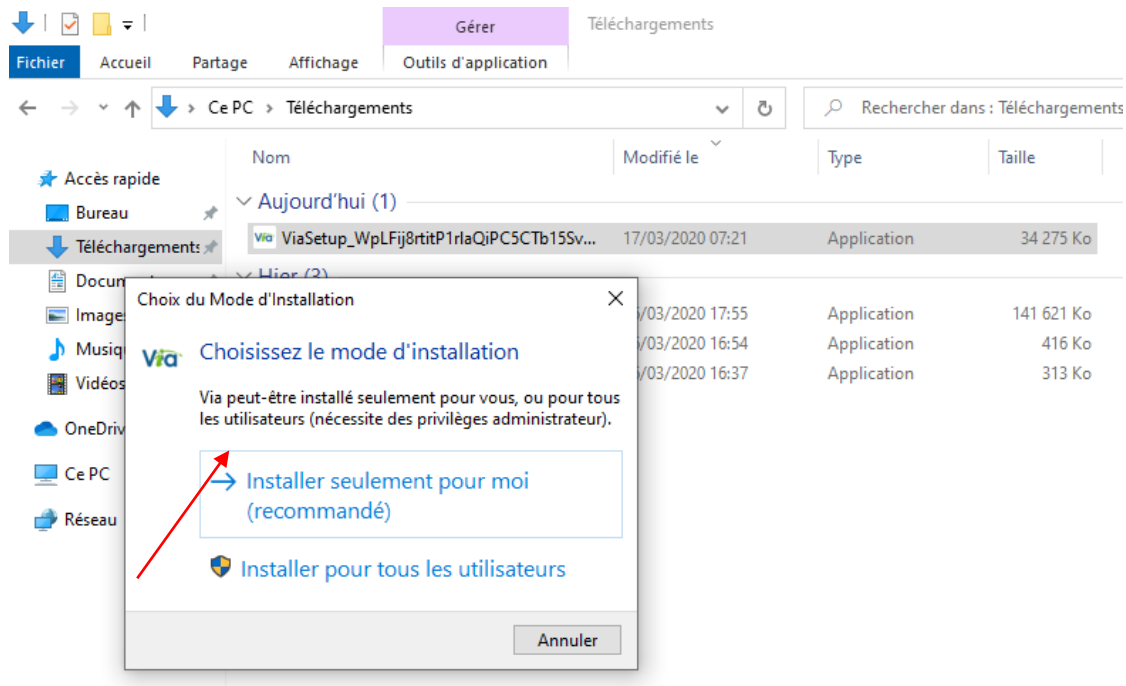 Gérer
Téléchargements
Fichier
Accueil
Partage
Affichage
Outils d'application
Ce PC > Téléchargements
Rechercher dans : Téléchargements
Nom
Modifié le
Type
Taille
Accès rapide
Aujourd'hui (1)
Bureau
Via ViaSetup_WpLFij8rtitP1rIaQiPC5CTb15Sv... 17/03/2020 07:21 Application 34 275 Ko
Téléchargements
Hier (3)
Choix du Mode d'Installation
/03/2020 17:55 Application 141 621 Ko
/03/2020 16:54 Application 416 Ko
/03/2020 16:37 Application 313 Ko
Via
Choisissez le mode d'installation
Via peut-être installé seulement pour vous, ou pour tous
les utilisateurs (nécessite des privilèges administrateur).
Installer seulement pour moi
(recommandé)
Installer pour tous les utilisateurs
Annuler
Docum
Image
Musiq
Vidéos
OneDriv
Ce PC
Réseau